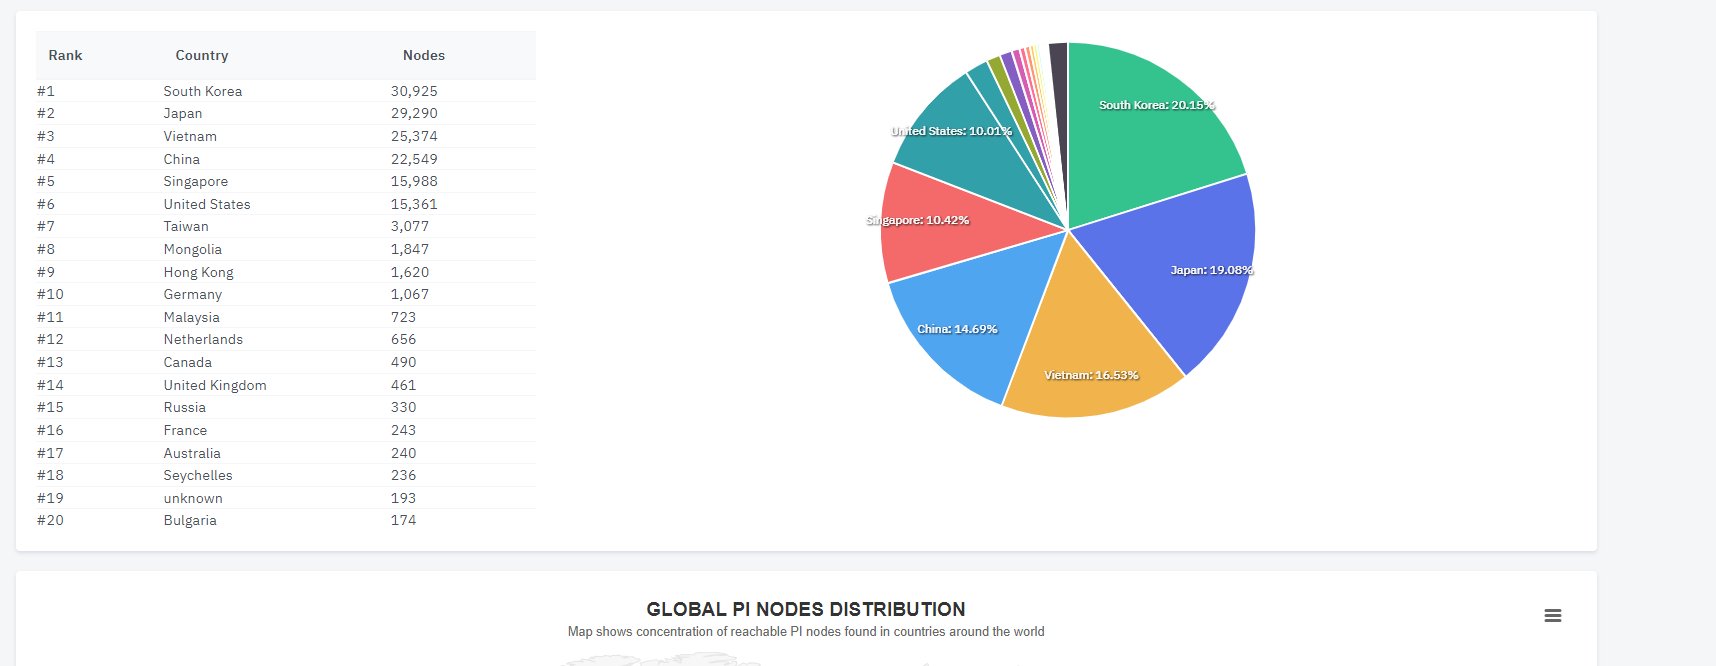 Rank Country Nodes
#1 South Korea 30,925
#2 Japan 29,290
#3 Vietnam 25,374
#4 China 22,549
#5 Singapore 15,988
#6 United States 15,361
#7 Taiwan 3,077
#8 Mongolia 1,847
#9 Hong Kong 1,620
#10 Germany 1,067
#11 Malaysia 723
#12 Netherlands 656
#13 Canada 490
#14 United Kingdom 461
#15 Russia 330
#16 France 243
#17 Australia 240
#18 Seychelles 236
#19 unknown 193
#20 Bulgaria 174
South Korea: 20.15%
United States: 10.01%
Singapore: 10.42%
Japan: 19.08%
China: 14.69%
Vietnam: 16.53%
GLOBAL PI NODES DISTRIBUTION
Map shows concentration of reachable PI nodes found in countries around the world